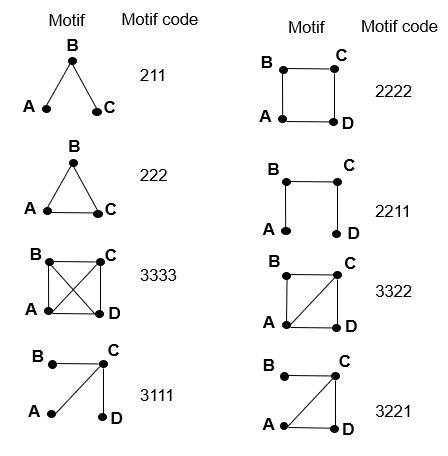 Motif Motif code
B
A C
211
B
A C
222
B C
A D
3333
B C
A D
3111
Motif Motif code
B C
A D
2222
B C
A D
2211
B C
A D
3322
B C
A D
3221